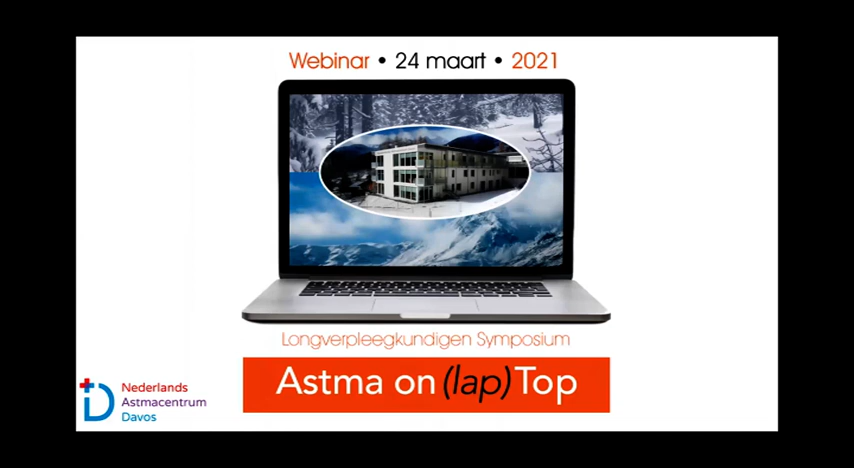 Webinar • 24 maart • 2021
Longverpleegkundigen Symposium
Astma on (lap) Top
Nederlands
Astmacentrum
Davos